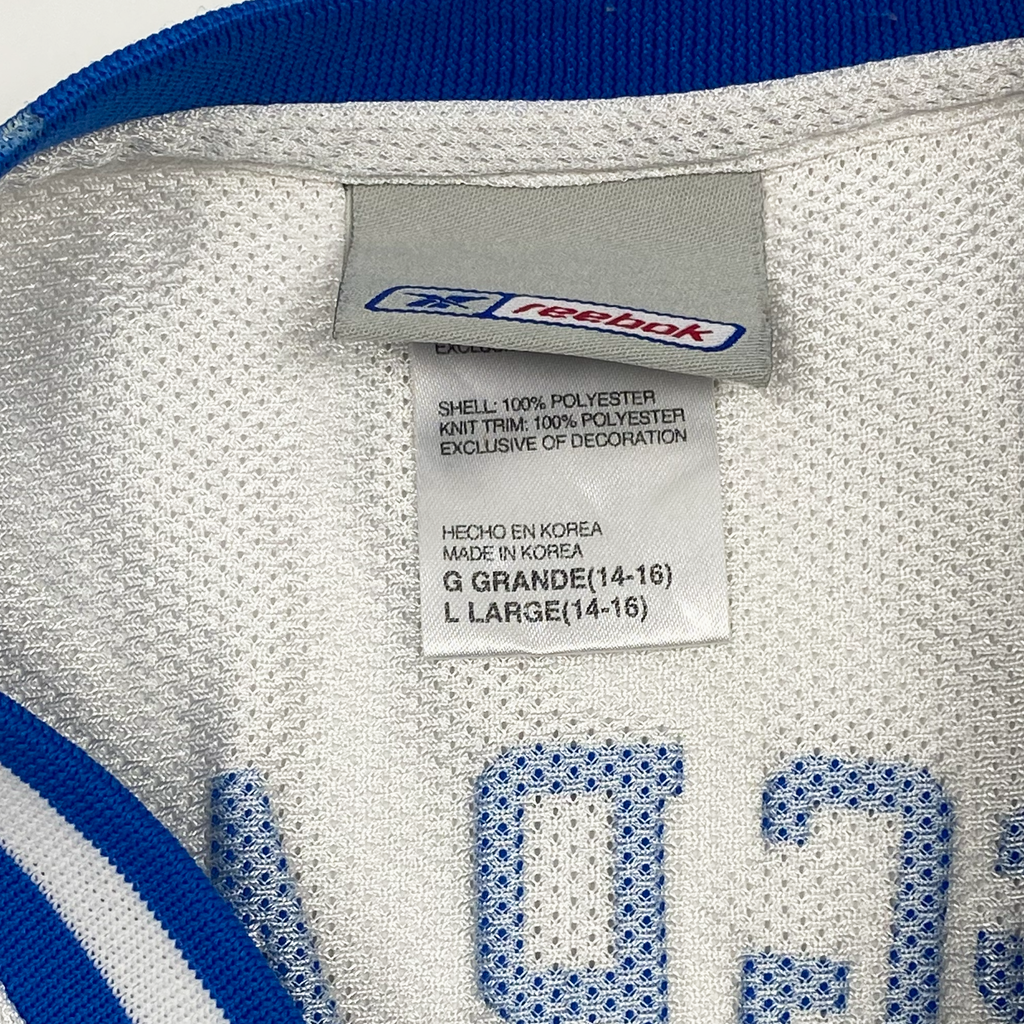 reebok
SHELL: 100% POLYESTER
KNIT TRIM: 100% POLYESTER
EXCLUSIVE OF DECORATION
HECHO EN KOREA
MADE IN KOREA
G GRANDE(14-16)
L LARGE(14-16)